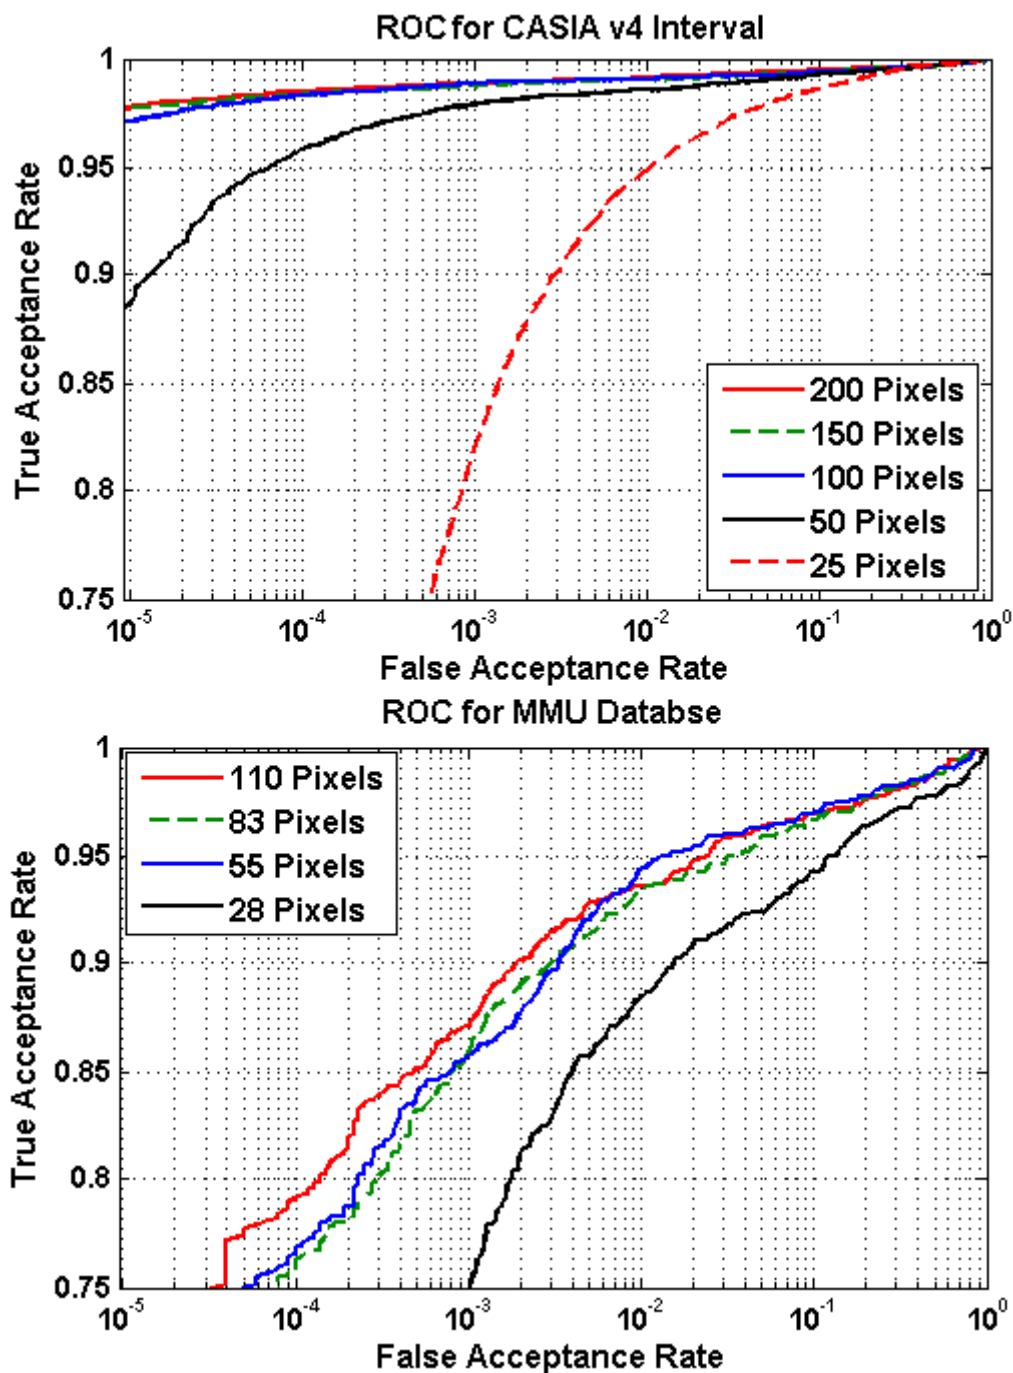 ROC for CASIA v4 Interval
True Acceptance Rate
1
0.95
0.9
0.85
0.8
0.75
200 Pixels
150 Pixels
100 Pixels
50 Pixels
25 Pixels
10^-5 10^-4 10^-3 10^-2 10^-1 10^0
False Acceptance Rate
ROC for MMU Databse
True Acceptance Rate
1
0.95
0.9
0.85
0.8
0.75
110 Pixels
83 Pixels
55 Pixels
28 Pixels
10^-5 10^-4 10^-3 10^-2 10^-1 10^0
False Acceptance Rate